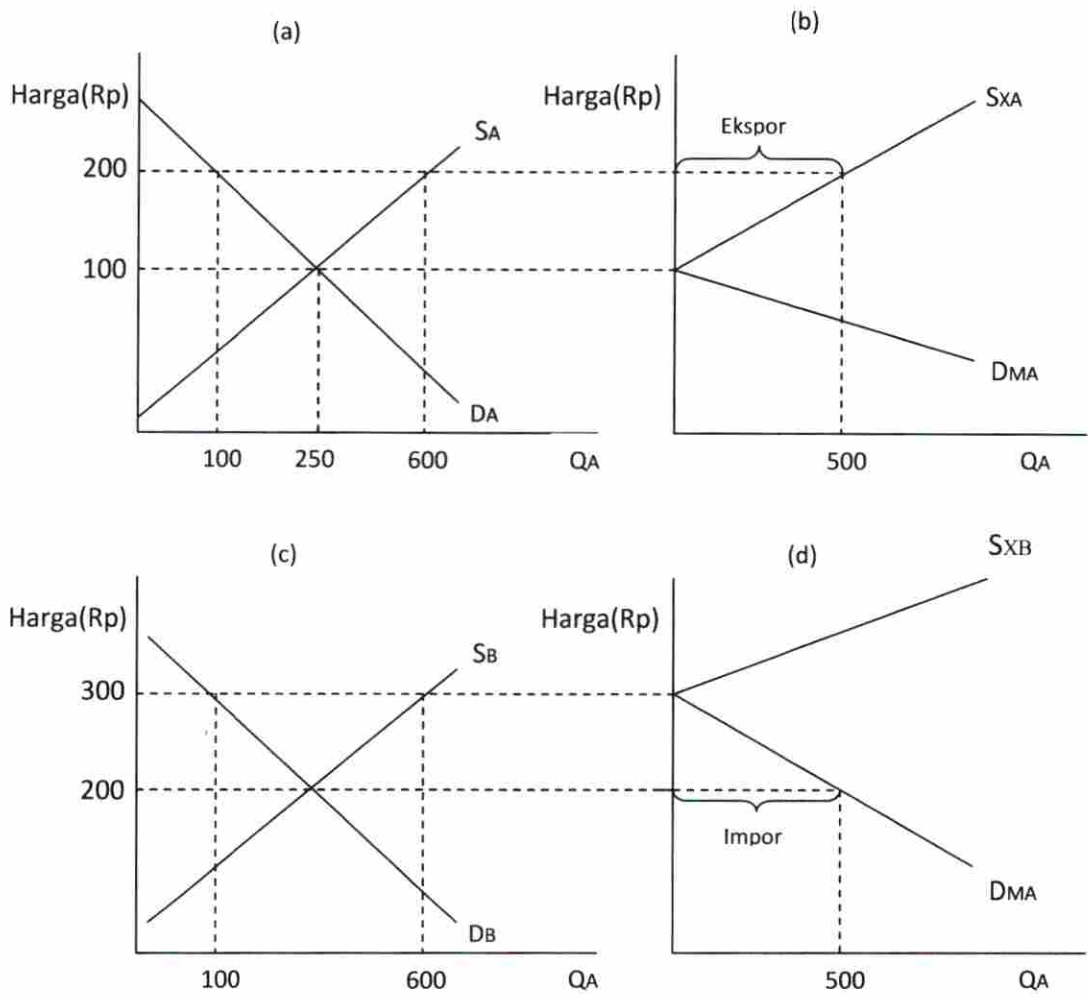 (a)
Harga(Rp)
SA
200
100
DA
100 250 600 QA
(b)
Harga(Rp)
SXA
Ekspor
DMA
500 QA
(c)
Harga(Rp)
SB
300
200
DB
100 600 QA
(d)
SXB
Harga(Rp)
Impor
DMA
500 QA